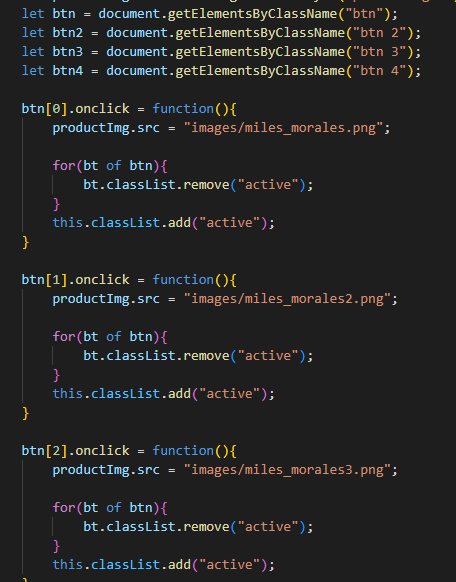 let btn = document.getElementsByClassName("btn");
let btn2 = document.getElementsByClassName("btn 2");
let btn3 = document.getElementsByClassName("btn 3");
let btn4 = document.getElementsByClassName("btn 4");
btn[0].onclick = function(){
productImg.src = "images/miles_morales.png";
for(bt of btn){
bt.classList.remove("active");
}
this.classList.add("active");
}
btn[1].onclick = function(){
productImg.src = "images/miles_morales2.png";
for(bt of btn){
bt.classList.remove("active");
}
this.classList.add("active");
}
btn[2].onclick = function(){
productImg.src = "images/miles_morales3.png";
for(bt of btn){
bt.classList.remove("active");
}
this.classList.add("active");
}